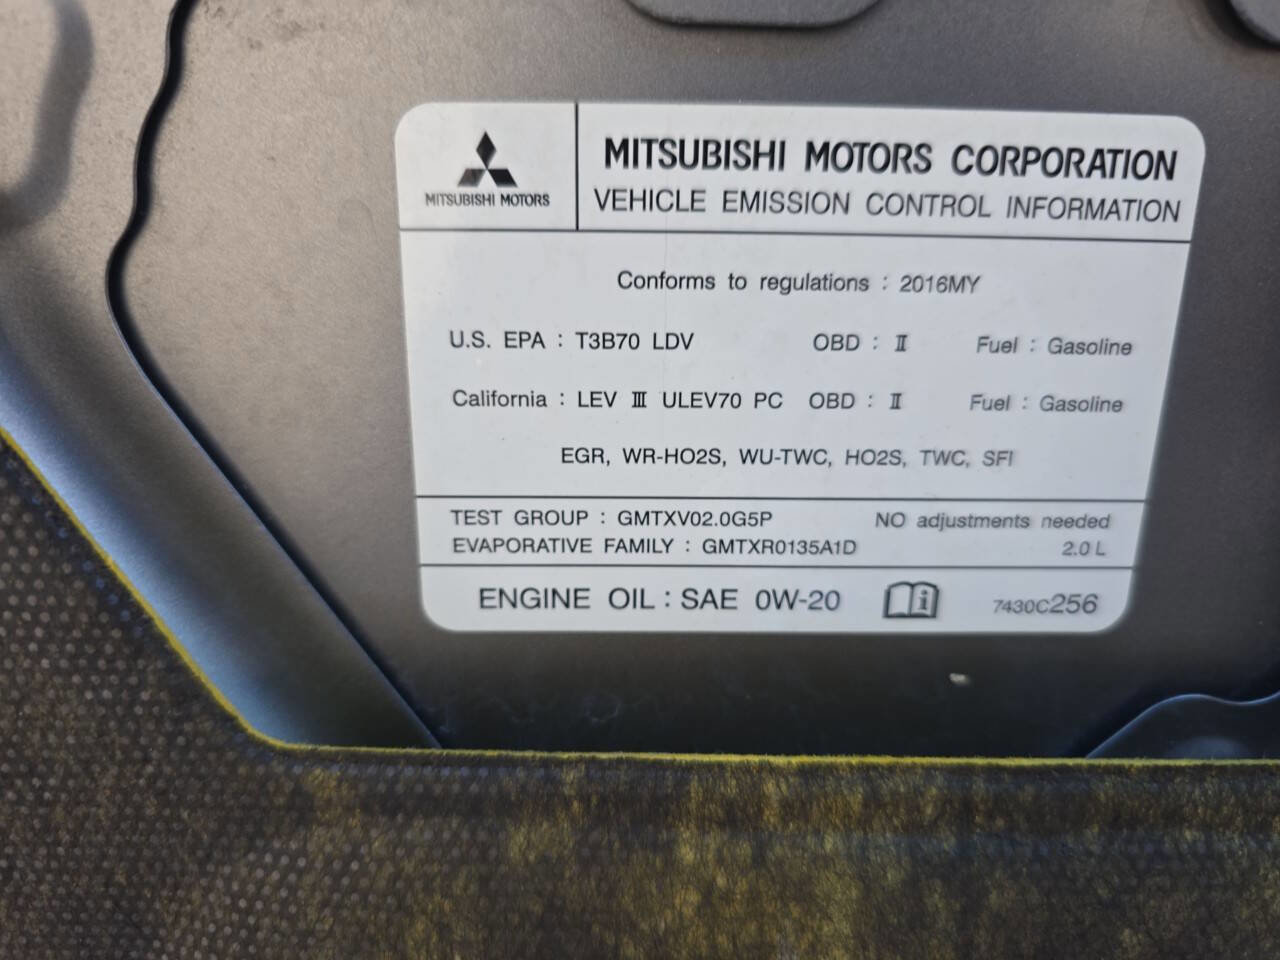 MITSUBISHI MOTORS
MITSUBISHI MOTORS CORPORATION
VEHICLE EMISSION CONTROL INFORMATION
Conforms to regulations : 2016MY
U.S. EPA : T3B70 LDV OBD : Ⅱ Fuel : Gasoline
California : LEV Ⅲ ULEV70 PC OBD : Ⅱ Fuel : Gasoline
EGR, WR-HO2S, WU-TWC, HO2S, TWC, SFI
TEST GROUP : GMTXV02.0G5P NO adjustments needed
EVAPORATIVE FAMILY : GMTXR0135A1D 2.0 L
ENGINE OIL : SAE 0W-20 7430C256